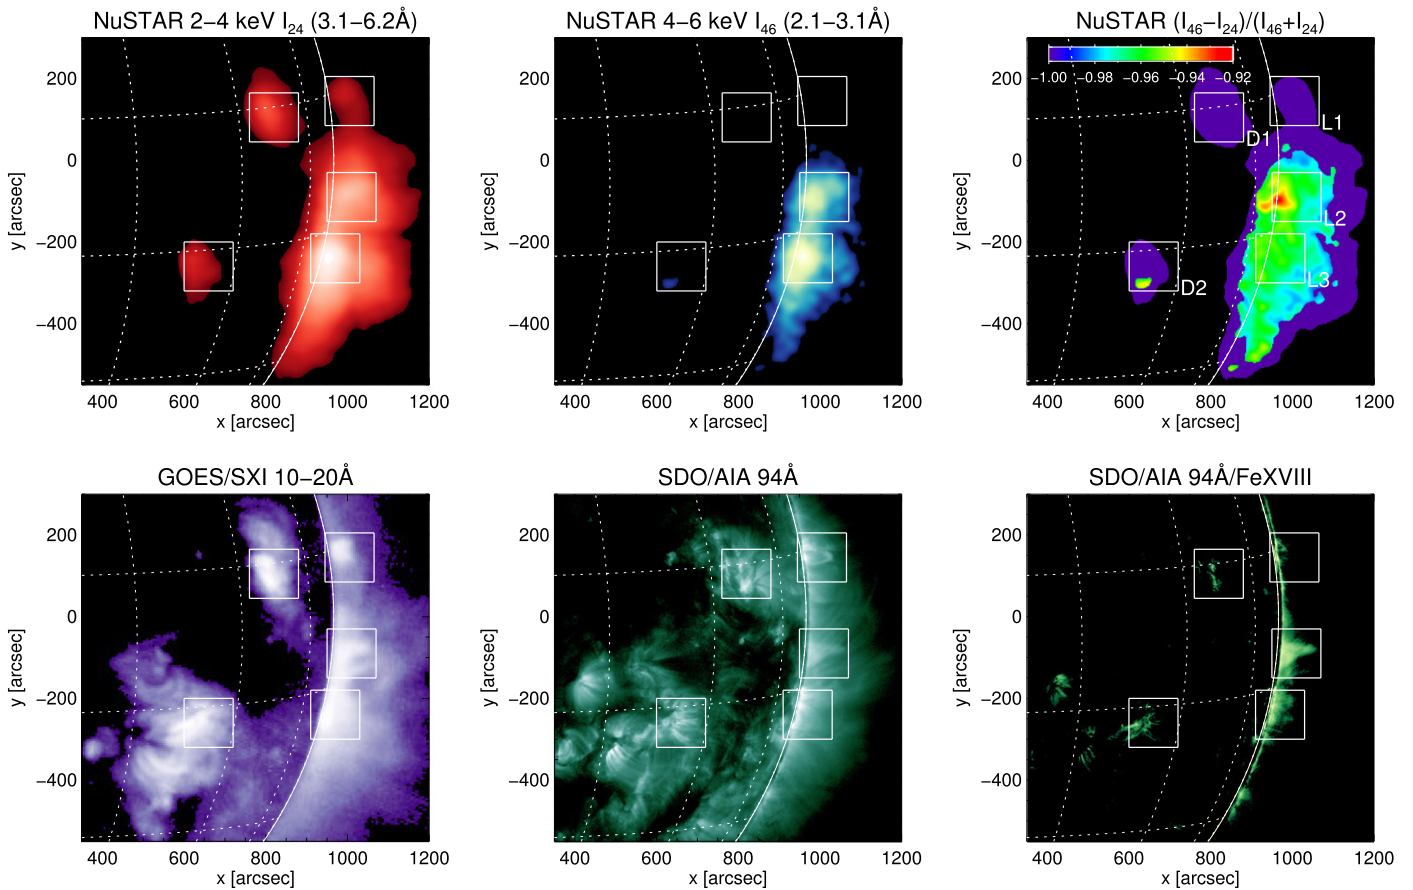 NuSTAR 2−4 keV I24 (3.1−6.2Å)
NuSTAR 4−6 keV I46 (2.1−3.1Å)
NuSTAR (I46−I24)/(I46+I24)
200
0
−200
−400
y [arcsec]
400 600 800 1000 1200
x [arcsec]
200
0
−200
−400
y [arcsec]
400 600 800 1000 1200
x [arcsec]
−1.00 −0.98 −0.96 −0.94 −0.92
L1
D1
L2
D2
L3
200
0
−200
−400
y [arcsec]
400 600 800 1000 1200
x [arcsec]
GOES/SXI 10−20Å
SDO/AIA 94Å
SDO/AIA 94Å/FeXVIII
200
0
−200
−400
y [arcsec]
400 600 800 1000 1200
x [arcsec]
200
0
−200
−400
y [arcsec]
400 600 800 1000 1200
x [arcsec]
200
0
−200
−400
y [arcsec]
400 600 800 1000 1200
x [arcsec]